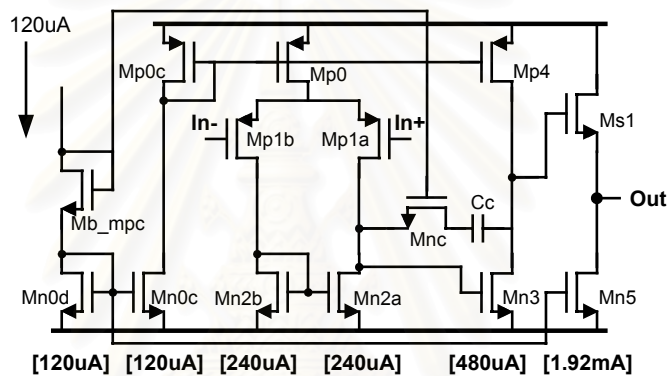 120uA
Mp0c
Mp0
Mp4
Ms1
In-
Mp1b
Mp1a
In+
Out
Mb_mpc
Mnc
Cc
Mn0d
Mn0c
Mn2b
Mn2a
Mn3
Mn5
[120uA] [120uA] [240uA] [240uA] [480uA] [1.92mA]